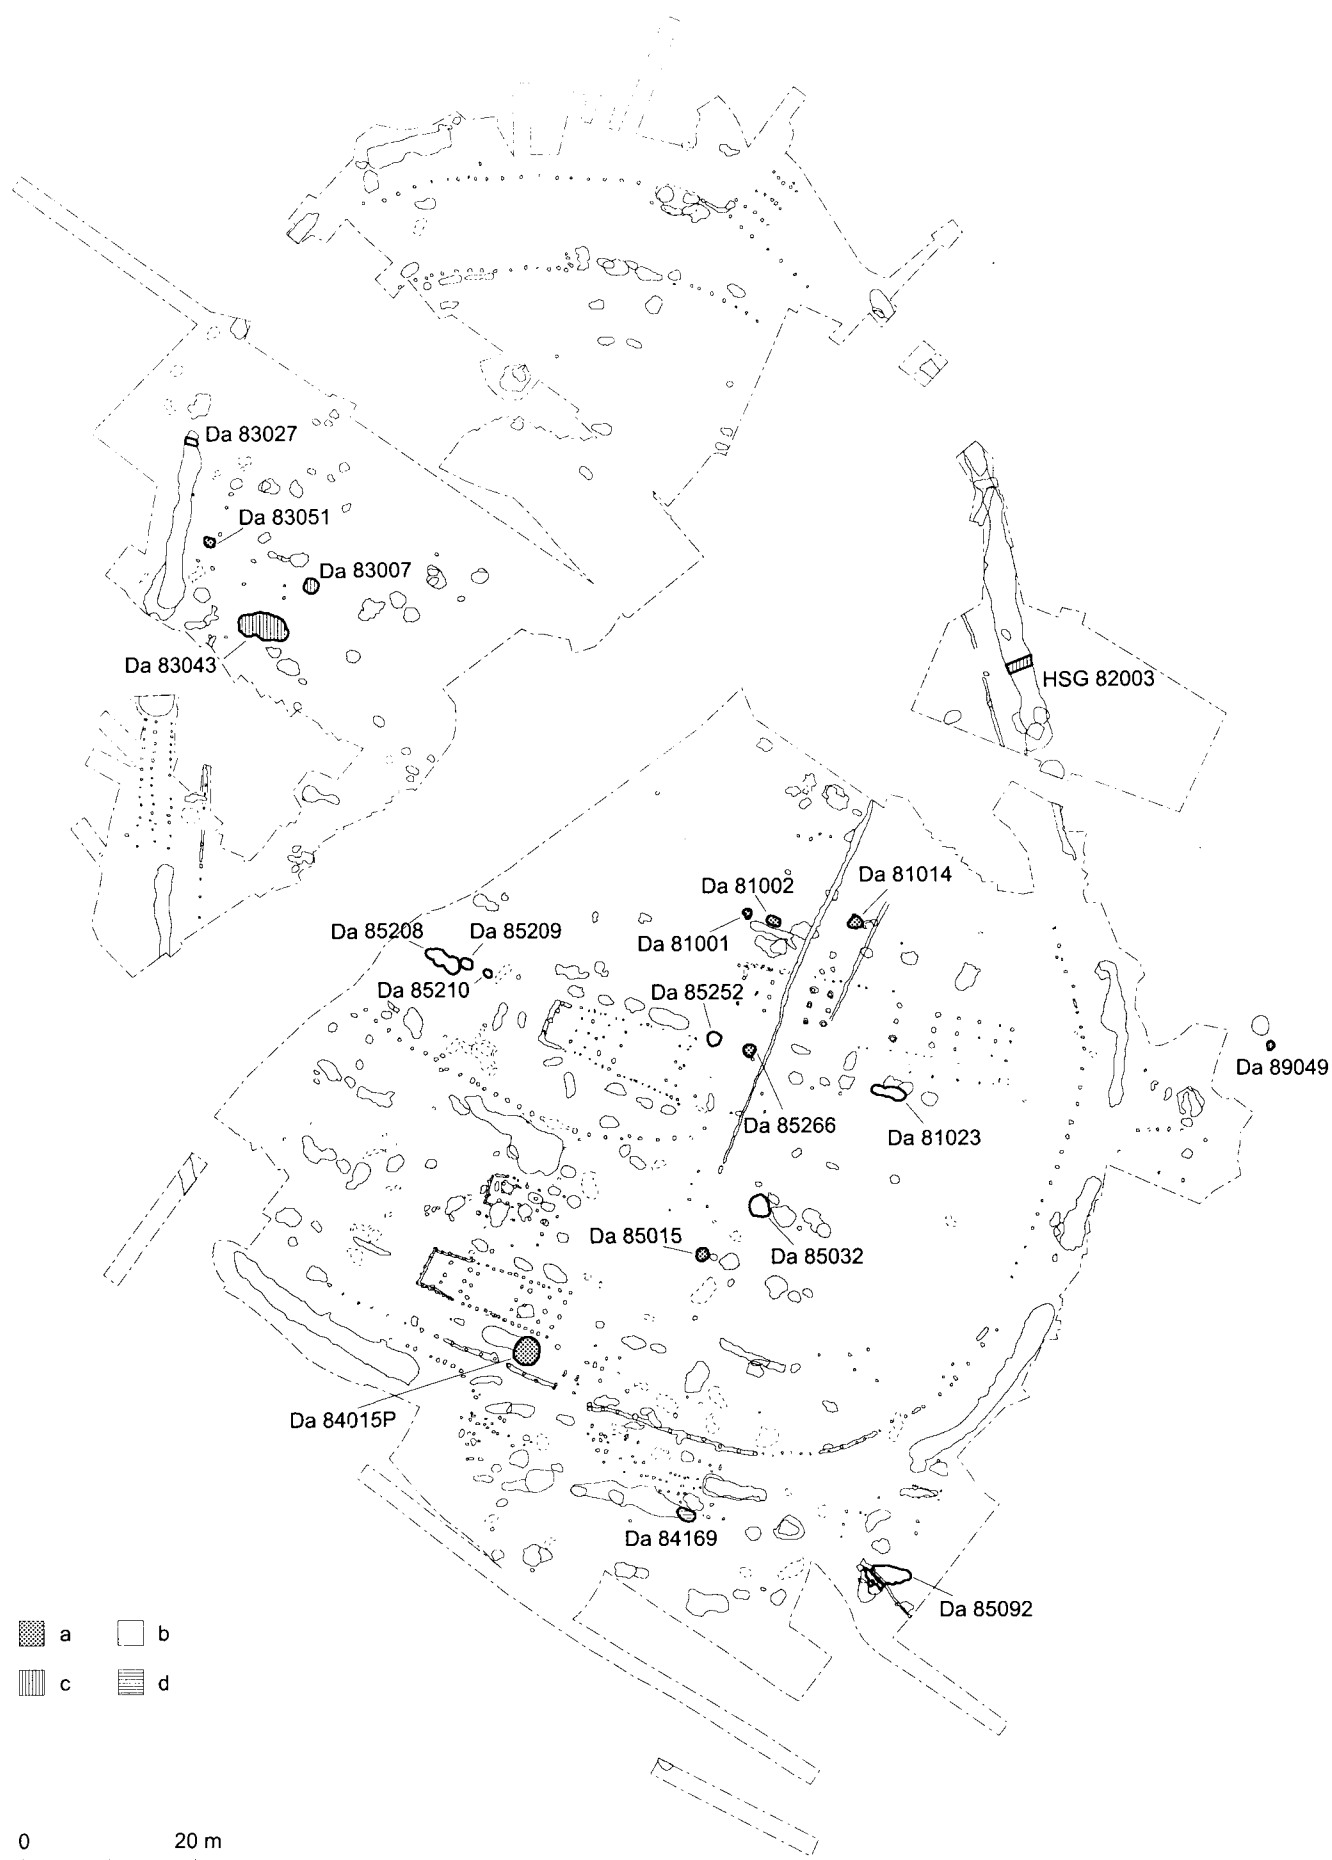 Da 83027
Da 83051
Da 83007
Da 83043
HSG 82003
Da 81002
Da 81014
Da 85208
Da 85209
Da 81001
Da 85210
Da 85252
Da 89049
Da 85266
Da 81023
Da 85015
Da 85032
Da 84015P
Da 84169
Da 85092
a b
c d
0 20 m